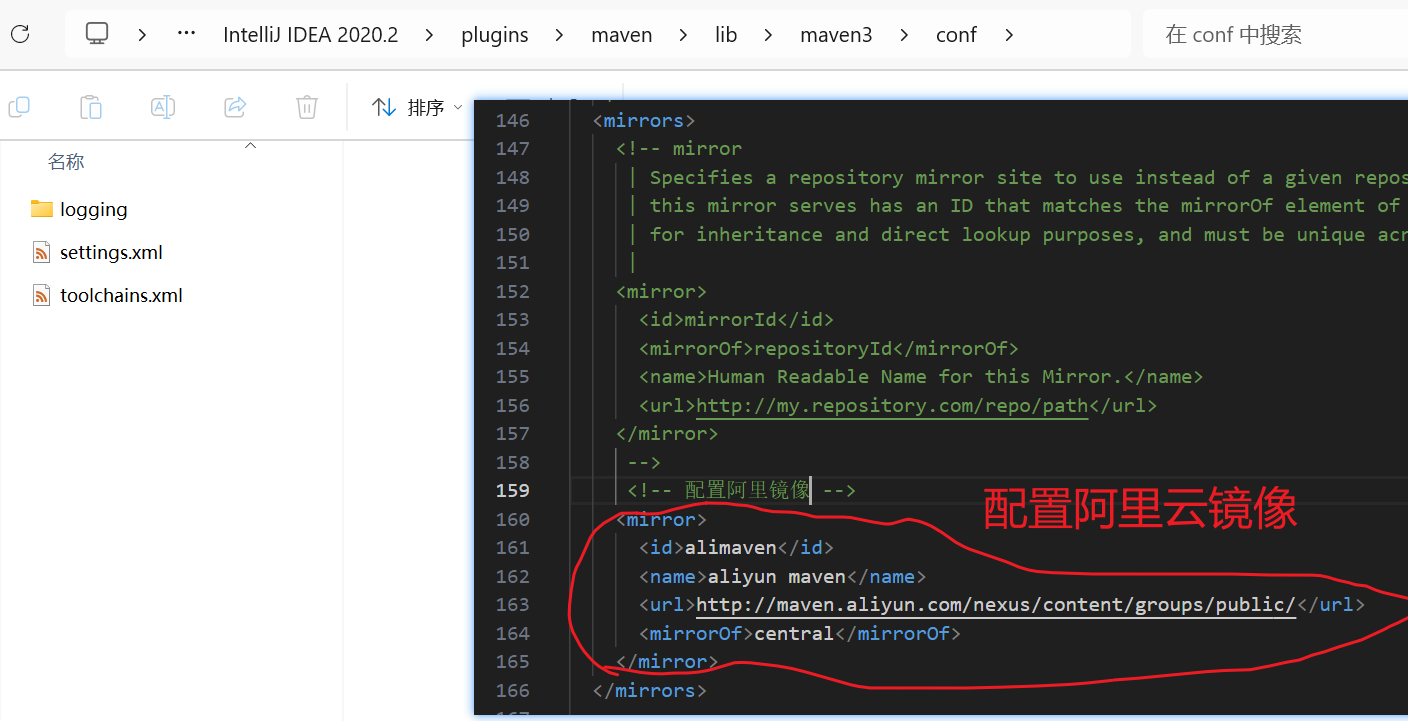 IntelliJ IDEA 2020.2 > plugins > maven > lib > maven3 > conf >
在 conf 中搜索
排序
名称
logging
settings.xml
toolchains.xml
146 <mirrors>
147 <!-- mirror
148 | Specifies a repository mirror site to use instead of a given repos
149 | this mirror serves has an ID that matches the mirrorOf element of
150 | for inheritance and direct lookup purposes, and must be unique acr
151 |
152 <mirror>
153 <id>mirrorId</id>
154 <mirrorOf>repositoryId</mirrorOf>
155 <name>Human Readable Name for this Mirror.</name>
156 <url>http://my.repository.com/repo/path</url>
157 </mirror>
158 -->
159 <!-- 配置阿里镜像 -->
配置阿里云镜像
160 <mirror>
161 <id>alimaven</id>
162 <name>aliyun maven</name>
163 <url>http://maven.aliyun.com/nexus/content/groups/public/</url>
164 <mirrorOf>central</mirrorOf>
165 </mirror>
166 </mirrors>